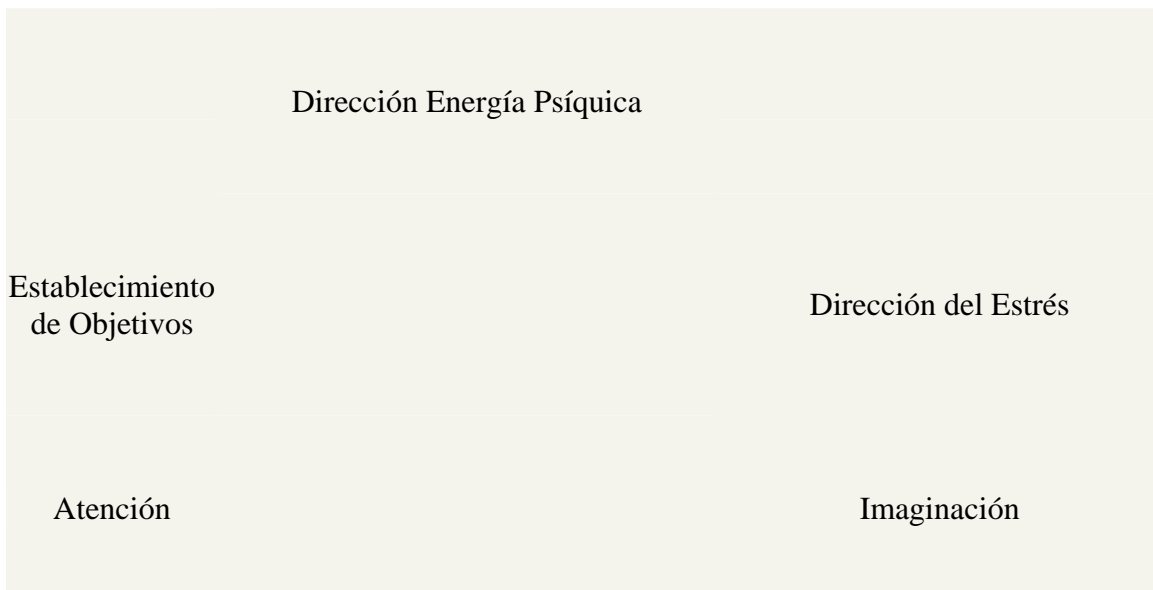 Dirección Energía Psíquica
Establecimiento
de Objetivos
Dirección del Estrés
Atención
Imaginación